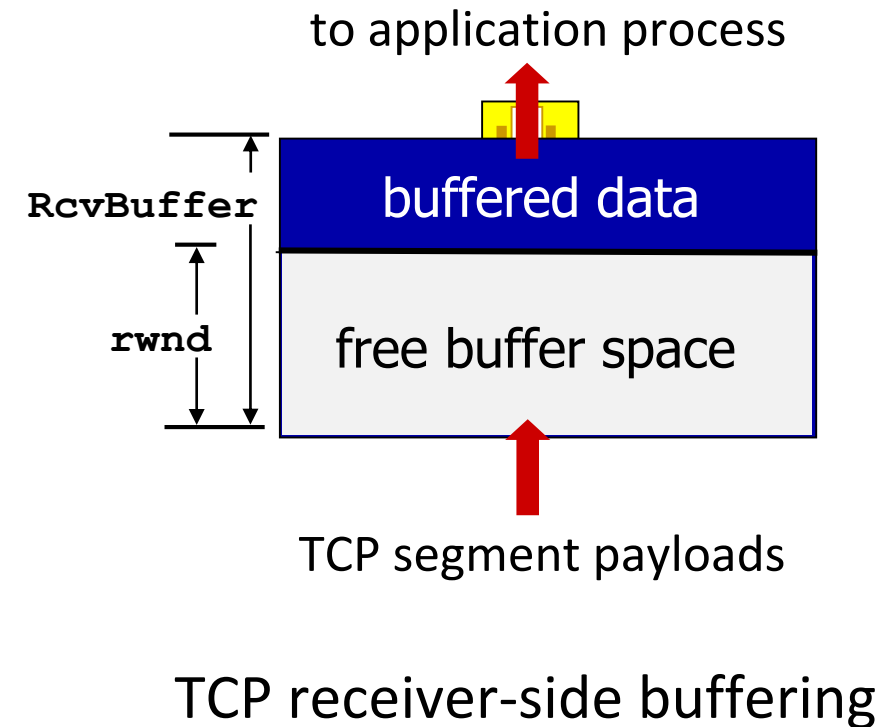 to application process
RcvBuffer
buffered data
rwnd
free buffer space
TCP segment payloads
TCP receiver-side buffering